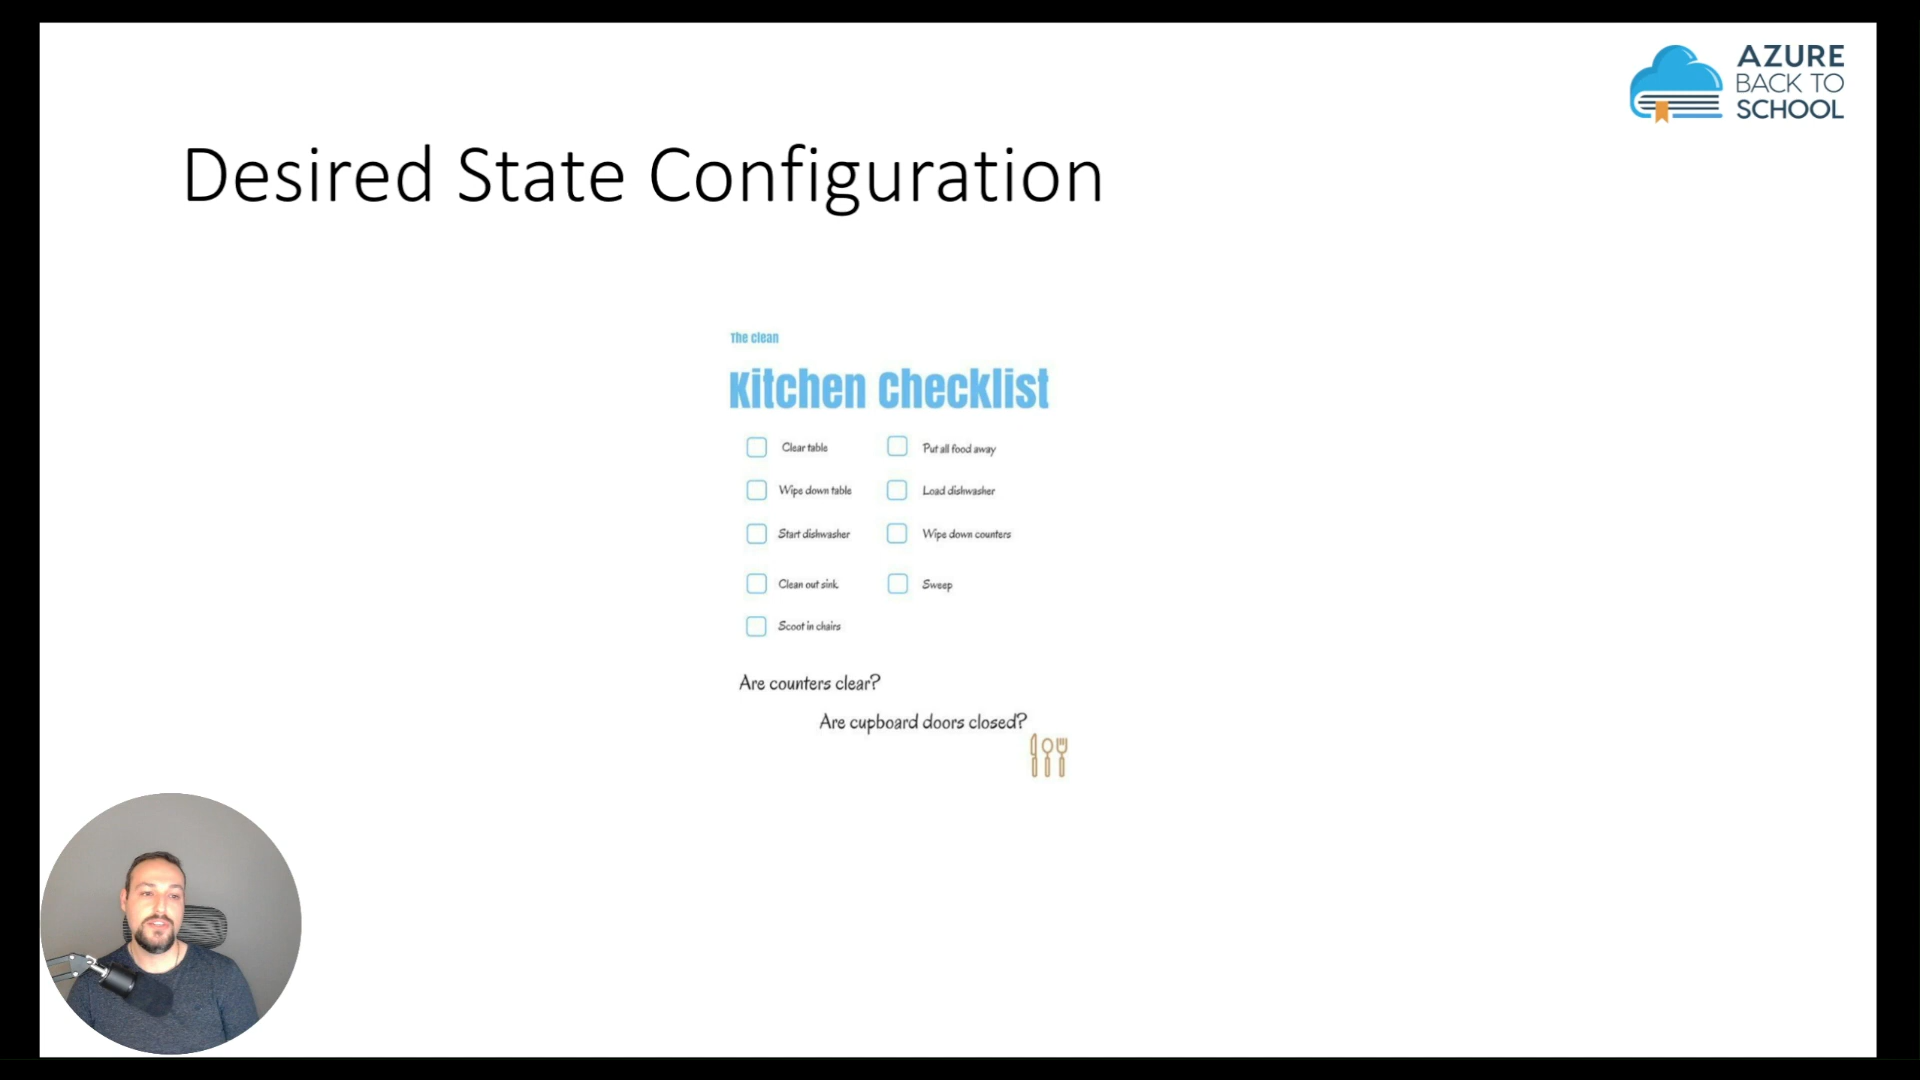 AZURE
BACK TO
SCHOOL
Desired State Configuration
The clean
Kitchen Checklist
Clear table
Put all food away
Wipe down table
Load dishwasher
Start dishwasher
Wipe down counters
Clean out sink
Sweep
Scoot in chairs
Are counters clear?
Are cupboard doors closed?